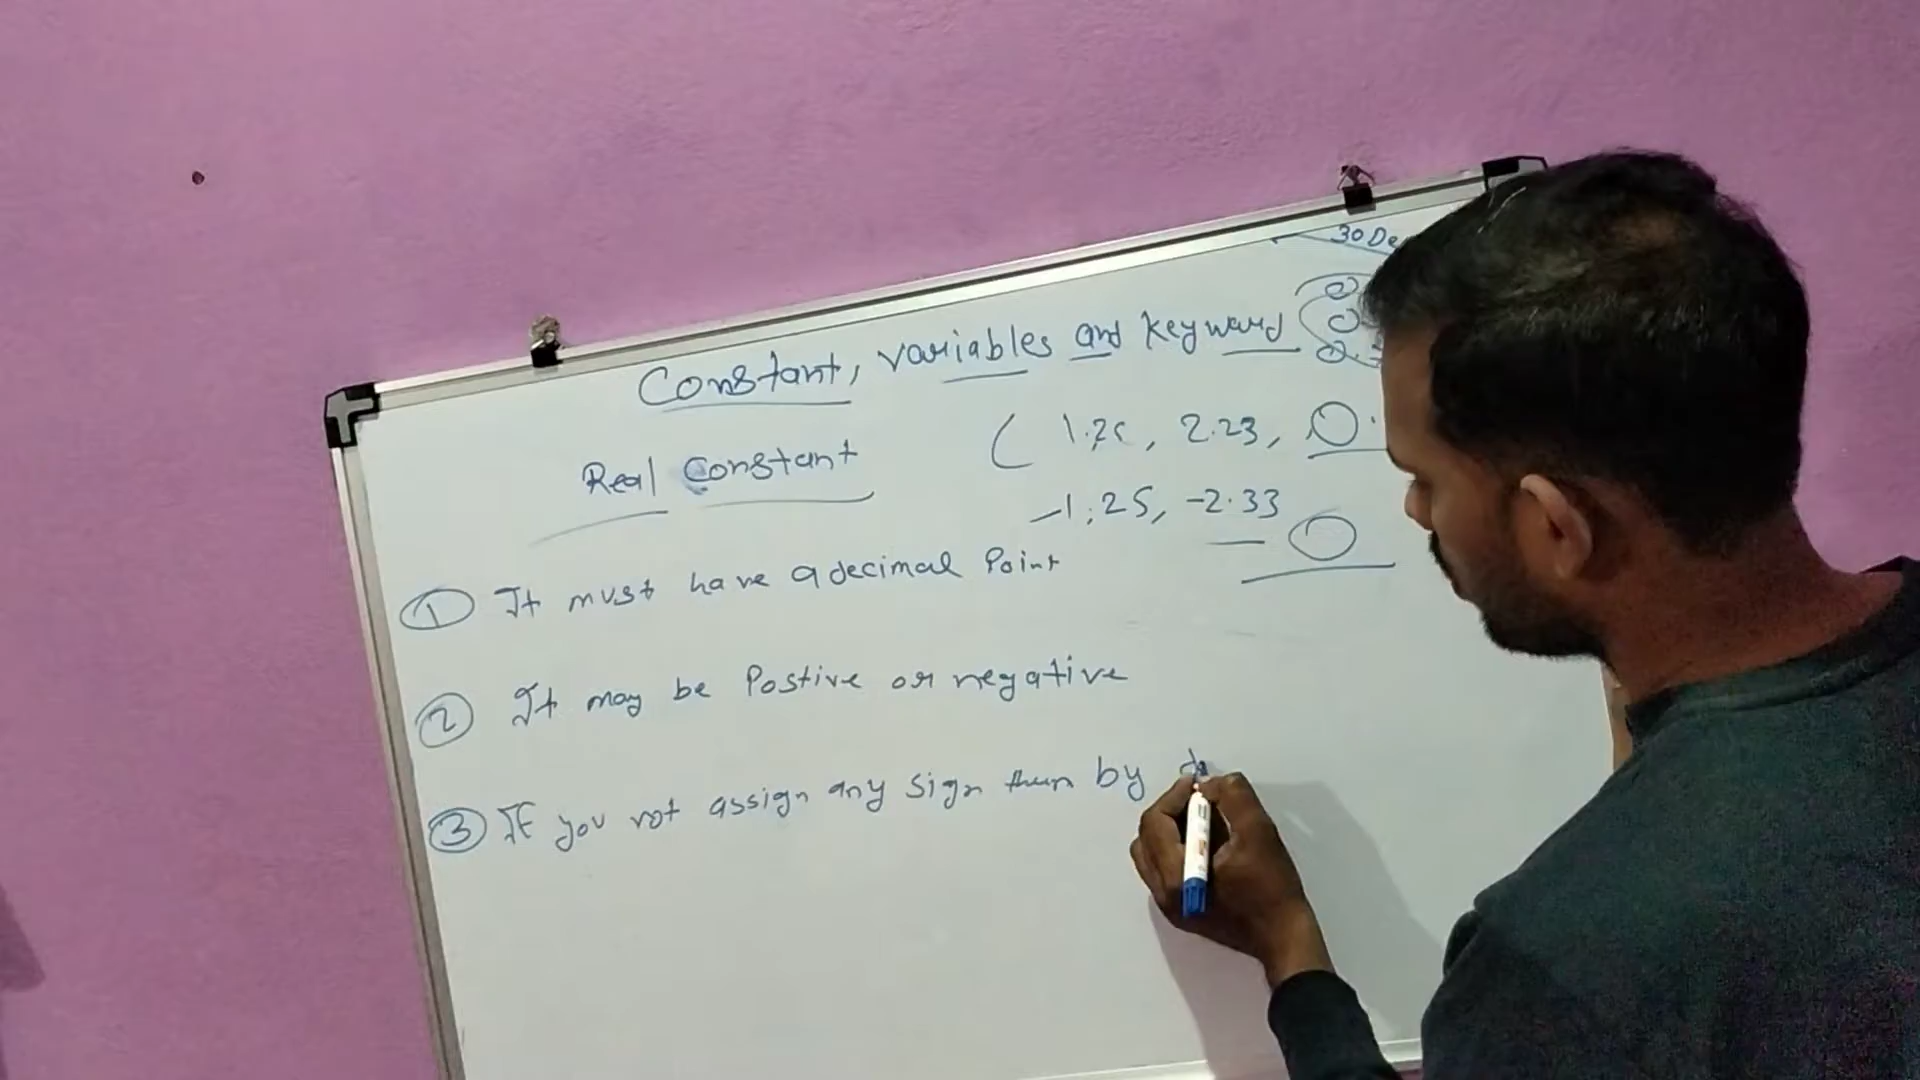 30 De
Constant, variables and keyward
Real Constant
( 1.25, 2.23,
-1.25, -2.33
① It must have a decimal Point
② It may be Postive or negative
③ If you not assign any sign then by d